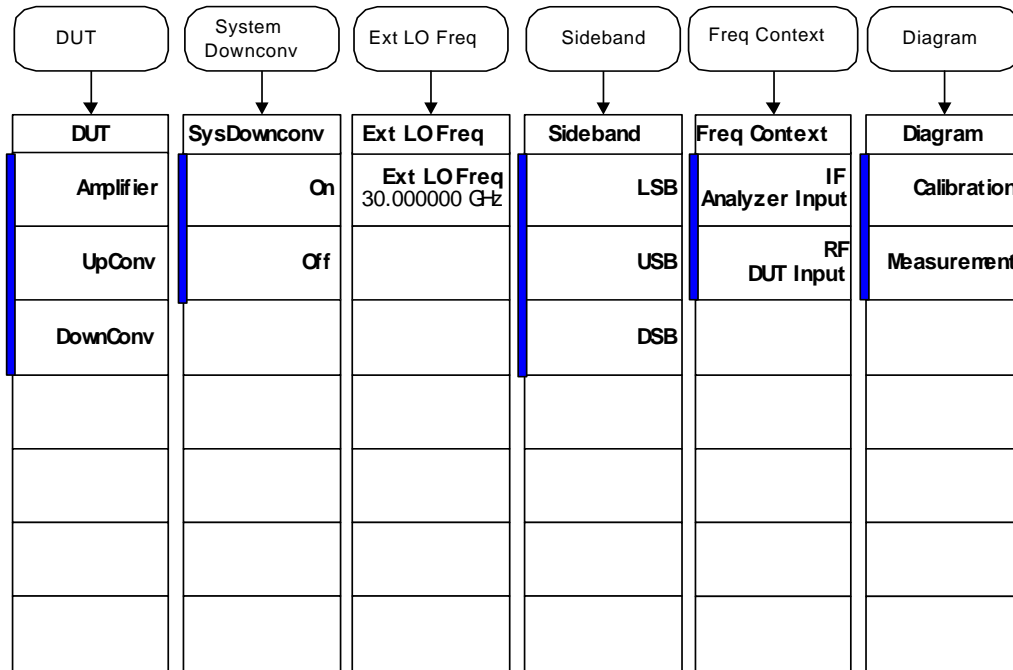 DUT
System
Downconv
Ext LO Freq
Sideband
Freq Context
Diagram
DUT
SysDownconv
Ext LO Freq
Sideband
Freq Context
Diagram
Amplifier
On
Ext LO Freq
30.000000 GHz
LSB
IF
Analyzer Input
Calibration
UpConv
Off
USB
RF
DUT Input
Measurement
DownConv
DSB